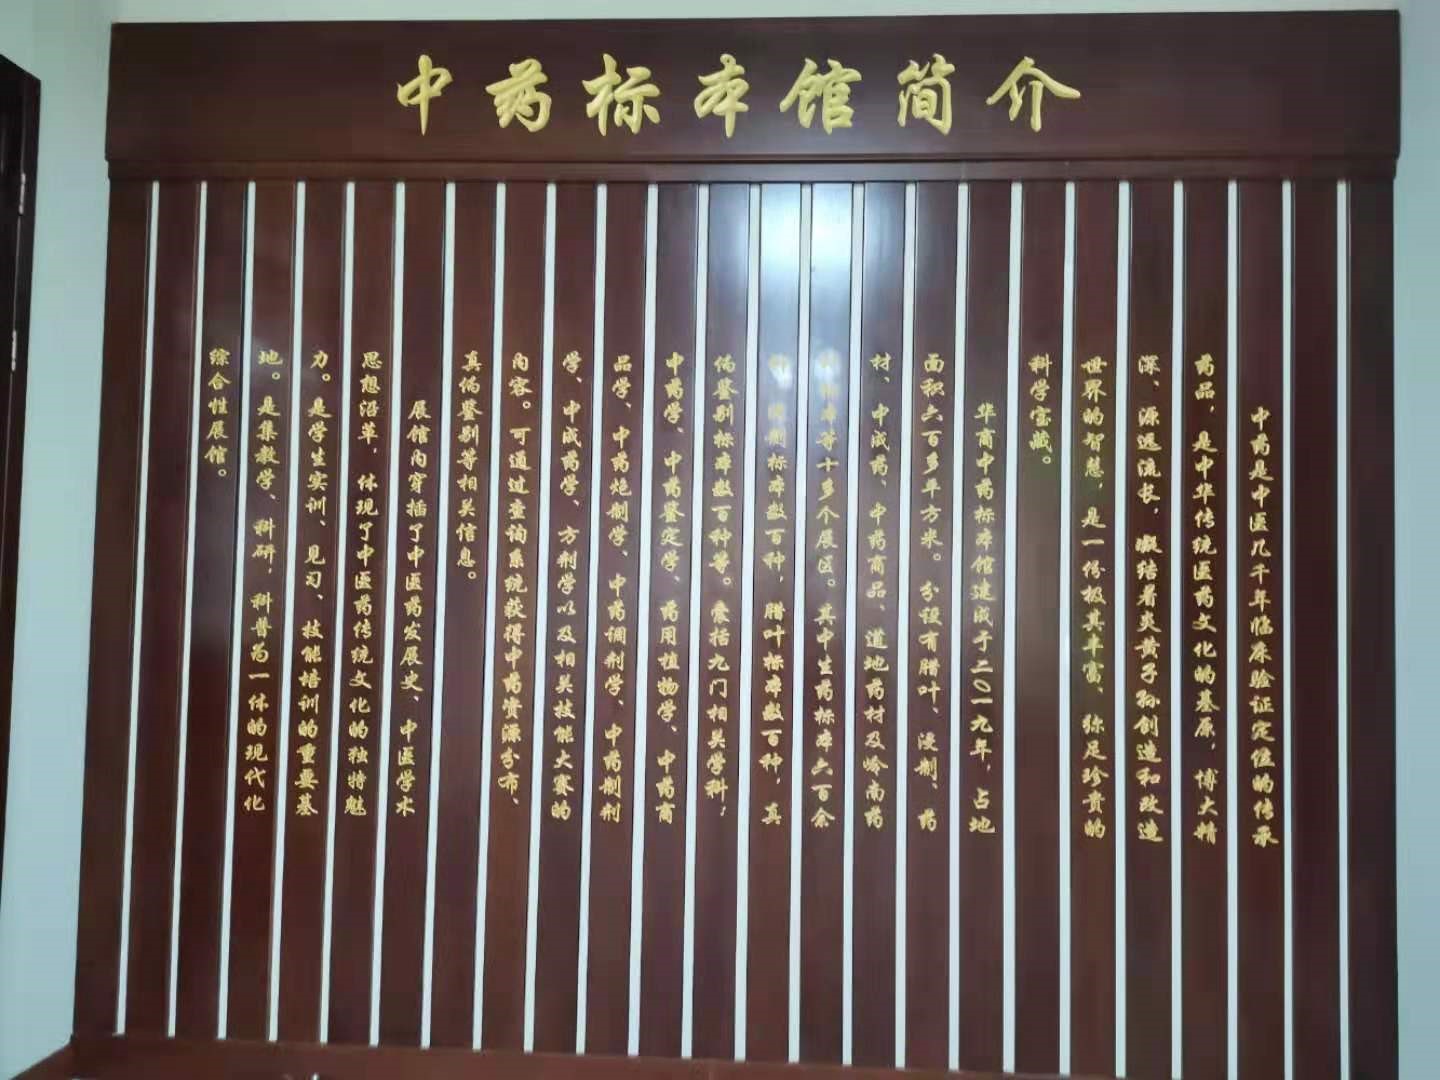 中药标本馆简介
中药是中医几千年临床验证定位的传承
药品，是中华传统医药文化的基原，博大精
深、源远流长，凝结着炎黄子孙创造和改造
世界的智慧，是一份极其丰富、弥足珍贵的
科学宝藏。
华商中药标本馆建成于二〇一九年，占地
面积六百多平方米。分设有腊叶、浸制、药
材、中成药、中药商品、道地药材及岭南药
标本等十多个展区。其中生药标本六百余
浸制标本数百种，腊叶标本数百种，真
伪鉴别标本数百种等。囊括九门相关学科：
中药学、中药鉴定学、药用植物学、中药商
品学、中药炮制学、中药调剂学、中药制剂
学、中成药学、方剂学以及相关技能大赛的
内容。可通过查询系统获得中药资源分布、
真伪鉴别等相关信息。
展馆内穿插了中医药发展史、中医学术
思想沿革，体现了中医药传统文化的独特魅
力。是学生实训、见习、技能培训的重要基
地。是集教学、科研，科普为一体的现代化
综合性展馆。